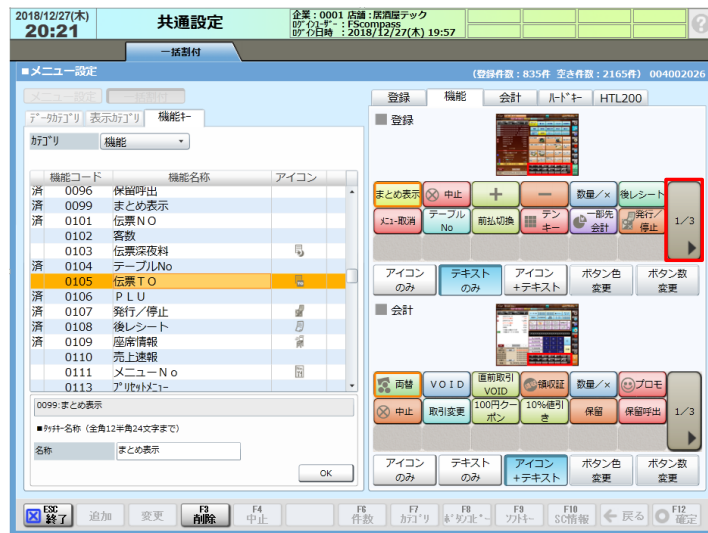 2018/12/27(木)
20:21
共通設定
企業：0001 店舗：居酒屋テック
ﾛｸﾞｲﾝﾕｰｻﾞｰ：FScompass
ﾛｸﾞｲﾝ日時 ：2018/12/27(木) 19:57
一括割付
■メニュー設定
(登録件数：835件 空き件数：2165件) 004002026
メニュー設定 一括割付
ﾃﾞｰﾀｶﾃｺﾞﾘ 表示ｶﾃｺﾞﾘ 機能ｷｰ
ｶﾃｺﾞﾘ 機能
機能コード 機能名称 アイコン
済 0096 保留呼出
済 0099 まとめ表示
済 0101 伝票NO
0102 客数
0103 伝票深夜料
済 0104 テーブルNo
0105 伝票TO
済 0106 PLU
済 0107 発行/停止
済 0108 後レシート
済 0109 座席情報
0110 売上速報
0111 メニューNo
0113 ﾌﾟﾘｾｯﾄﾒﾆｭｰ
0099:まとめ表示
■ﾀｯﾁｷｰ名称（全角12半角24文字まで）
名称 まとめ表示
OK
登録 機能 会計 ﾊｰﾄﾞｷｰ HTL200
登録
まとめ表示 中止 ＋ － 数量/× 後レシート
ﾒﾆｭｰ取消 テーブルNo 前払切換 テンキー 一部先会計 発行/停止
1/3
アイコンのみ テキストのみ アイコン+テキスト ボタン色変更 ボタン数変更
会計
両替 VOID 直前取引VOID 領収証 数量/× プロモ
中止 取引変更 100円クーポン 10%値引き 保留 保留呼出
1/3
アイコンのみ テキストのみ アイコン+テキスト ボタン色変更 ボタン数変更
ESC 終了 追加 変更 F3 削除 F4 中止 F6 件数 F7 ｶﾃｺﾞﾘ F8 ﾎﾞﾀﾝｺﾋﾟｰ F9 ｿﾌﾄｷｰ F10 SC情報 戻る F12 確定